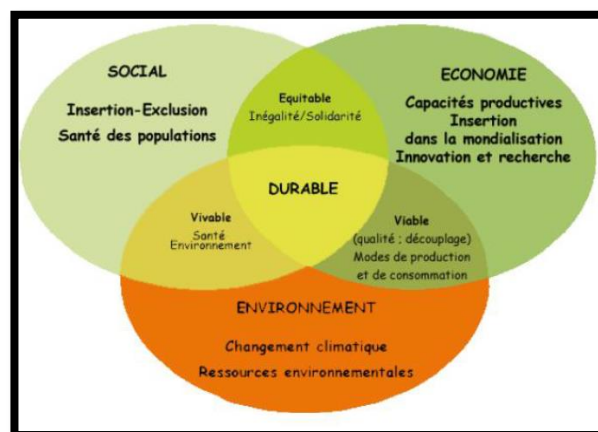 SOCIAL
Insertion-Exclusion
Santé des populations
ECONOMIE
Capacités productives
Insertion
dans la mondialisation
Innovation et recherche
Equitable
Inégalité/Solidarité
DURABLE
Vivable
Santé
Environnement
Viable
(qualité ; découplage)
Modes de production
et de consommation
ENVIRONNEMENT
Changement climatique
Ressources environnementales